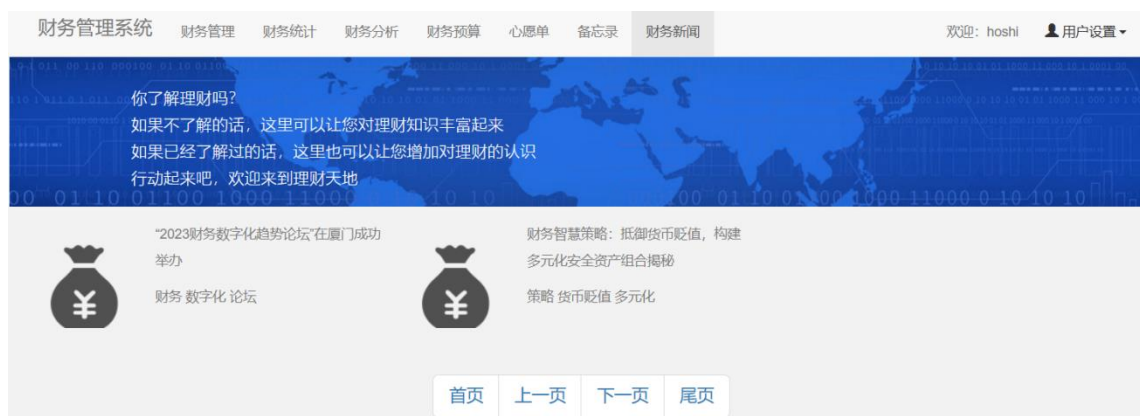 财务管理系统 财务管理 财务统计 财务分析 财务预算 心愿单 备忘录 财务新闻 欢迎：hoshi 用户设置
你了解理财吗？
如果不了解的话，这里可以让您对理财知识丰富起来
如果已经了解过的话，这里也可以让您增加对理财的认识
行动起来吧，欢迎来到理财天地
“2023财务数字化趋势论坛”在厦门成功
举办
财务 数字化 论坛
财务智慧策略：抵御货币贬值，构建
多元化安全资产组合揭秘
策略 货币贬值 多元化
首页 上一页 下一页 尾页